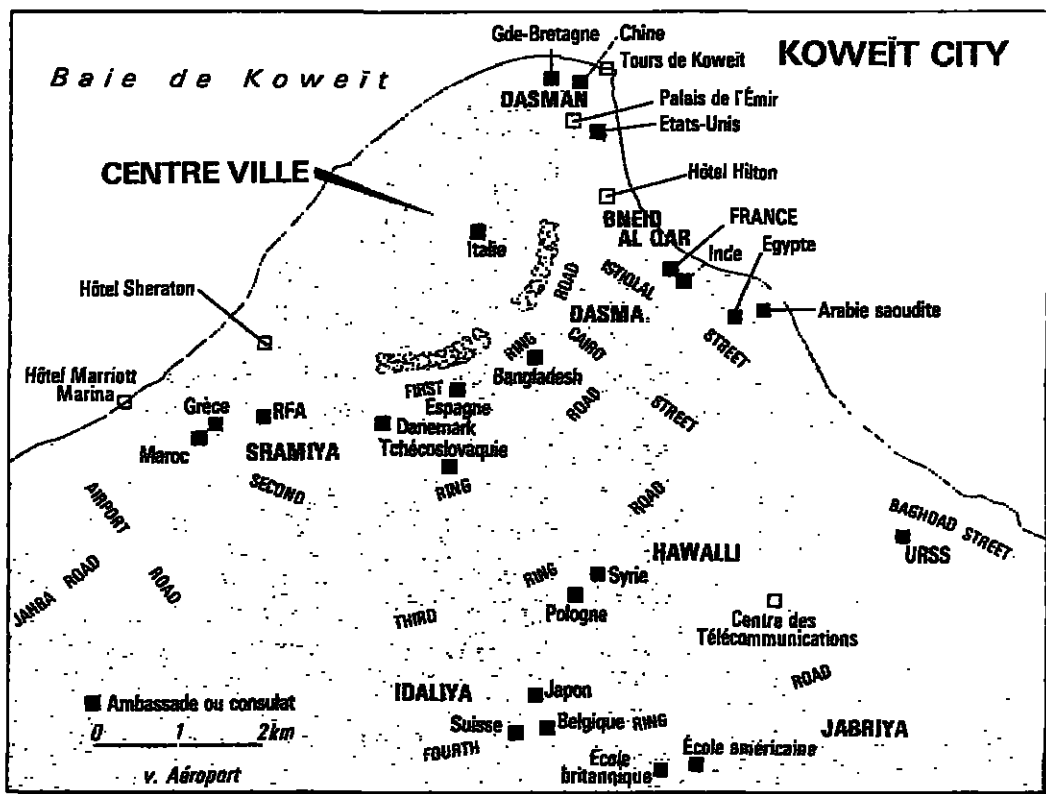 Gde-Bretagne
Chine
KOWEÏT CITY
Baie de Koweït
Tours de Koweït
DASMAN
Palais de l'Émir
Etats-Unis
CENTRE VILLE
Hôtel Hilton
BNEID
AL QAR
FRANCE
Italie
Inde
Egypte
Hôtel Sheraton
ROAD
ISTIQLAL
DASMA
Arabie saoudite
RING
CAIRO
STREET
Bangladesh
Hôtel Marriott
Marina
FIRST
Espagne
ROAD
STREET
Grèce
RFA
Danemark
Maroc
SRAMIYA
Tchécoslovaquie
SECOND
RING
ROAD
AIRPORT
BAGHDAD STREET
URSS
HAWALLI
JAHRA ROAD
ROAD
RING
Syrie
Pologne
THIRD
Centre des
Télécommunications
ROAD
IDALIYA
Japon
Ambassade ou consulat
Suisse
Belgique
RING
JABRIYA
0 1 2km
FOURTH
École
britannique
École américaine
v. Aéroport